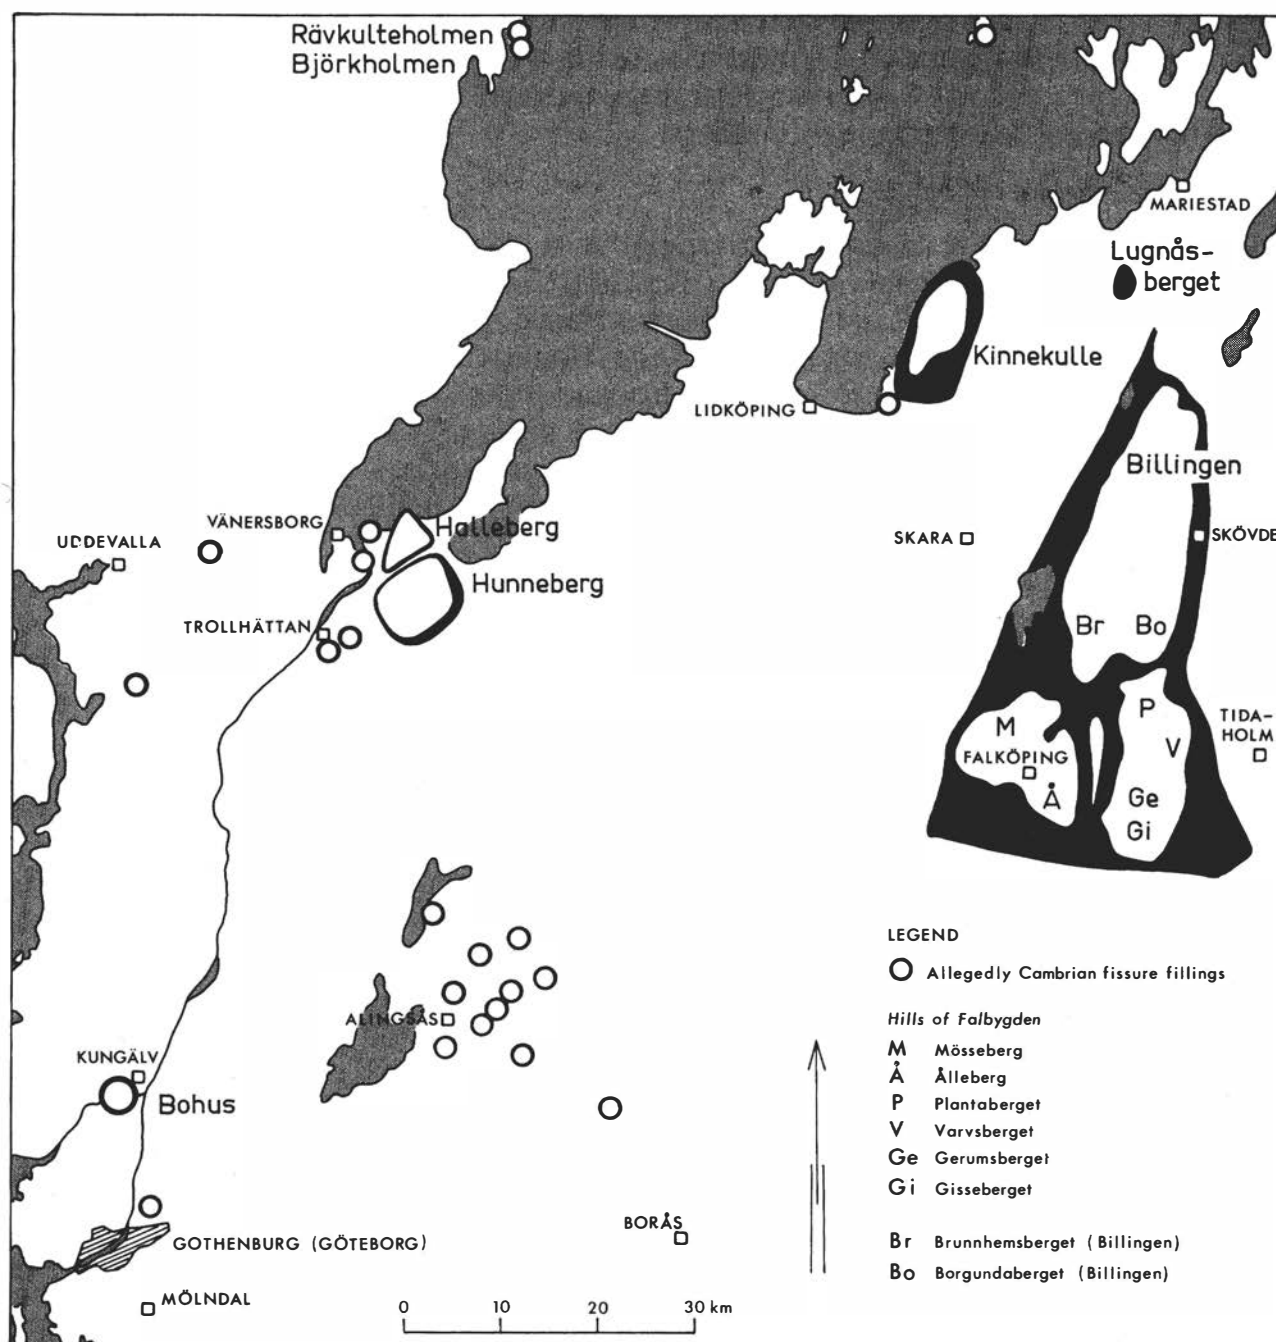 Rävkulteholmen
Björkholmen
MARIESTAD
Lugnås-
berget
Kinnekulle
LIDKÖPING
Billingen
VÄNERSBORG
Halleberg
UDDEVALLA
SKARA
SKÖVDE
Hunneberg
TROLLHÄTTAN
Br
Bo
P
TIDA-
HOLM
M
V
FALKÖPING
Å
Ge
Gi
LEGEND
Allegedly Cambrian fissure fillings
ALINGSÅS
Hills of Falbygden
M Mösseberg
Å Ålleberg
P Plantaberget
V Varvsberget
Ge Gerumsberget
Gi Gisseberget
Br Brunnhemsberget (Billingen)
Bo Borgundaberget (Billingen)
KUNGÄLV
Bohus
BORÅS
GOTHENBURG (GÖTEBORG)
MÖLNDAL
0 10 20 30 km